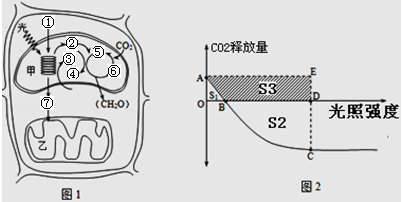 光
①
②
③
④
⑤
⑥
⑦
甲
CO₂
(CH₂O)
乙
图1
CO2释放量
A
E
S3
S₁
O
B
D
光照强度
S2
C
图2